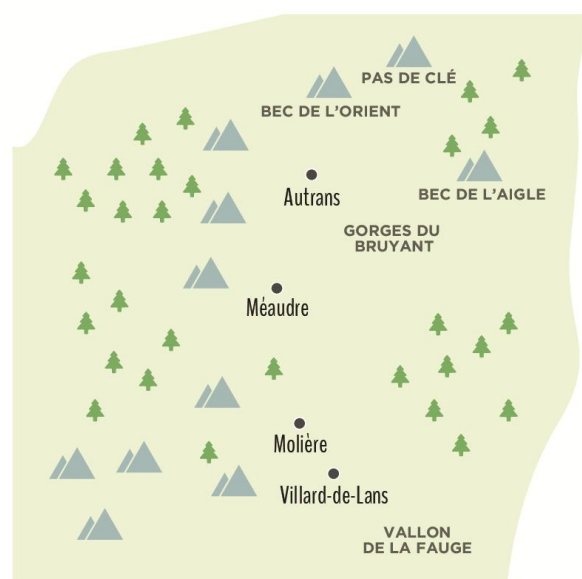 PAS DE CLÉ
BEC DE L'ORIENT
Autrans
BEC DE L'AIGLE
GORGES DU
BRUYANT
Méaudre
Molière
Villard-de-Lans
VALLON
DE LA FAUGE